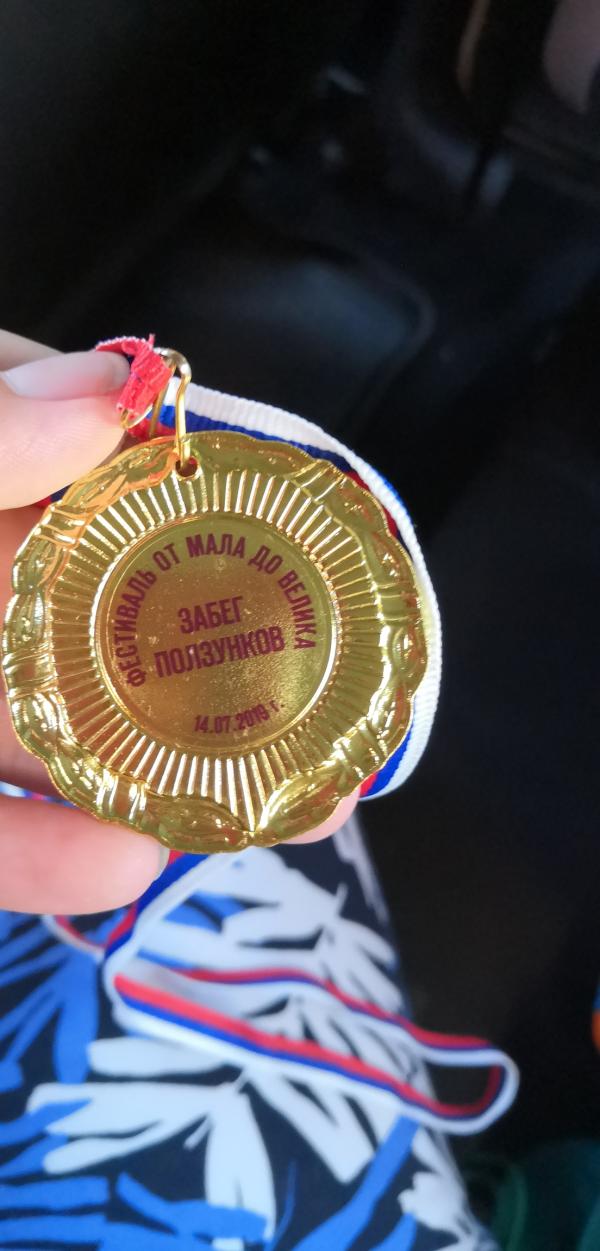 ФЕСТИВАЛЬ ОТ МАЛА ДО ВЕЛИКА
ЗАБЕГ
ПОЛЗУНКОВ
14.07.2019 г.